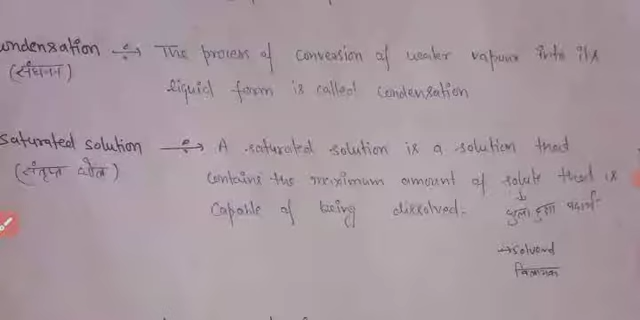 ondensation → The process of conversion of water vapour into its
(संघनन) liquid form is called condensation
saturated solution → A saturated solution is a solution that
(संतृप्त घोल) contains the maximum amount of solute that is
capable of being dissolved. घुला हुआ पदार्थ
→ solvend
विलायक